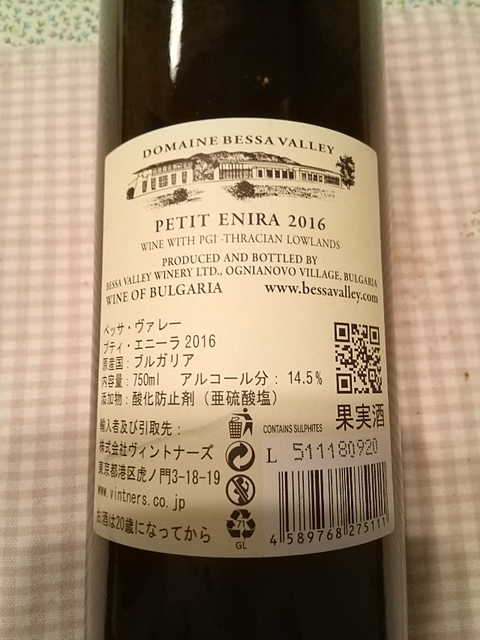 DOMAINE BESSA VALLEY
PETIT ENIRA 2016
WINE WITH PGI -THRACIAN LOWLANDS
PRODUCED AND BOTTLED BY
BESSA VALLEY WINERY LTD., OGNIANOVO VILLAGE, BULGARIA
WINE OF BULGARIA www.bessavalley.com
ベッサ・ヴァレー
プティ・エニーラ 2016
原産国：ブルガリア
内容量：750ml アルコール分：14.5%
添加物：酸化防止剤（亜硫酸塩）
果実酒
輸入者及び引取先：
CONTAINS SULPHITES
株式会社ヴィントナーズ
L 511180920
東京都港区虎ノ門3-18-19
www.vintners.co.jp
お酒は20歳になってから
71
GL
4 589768 275111